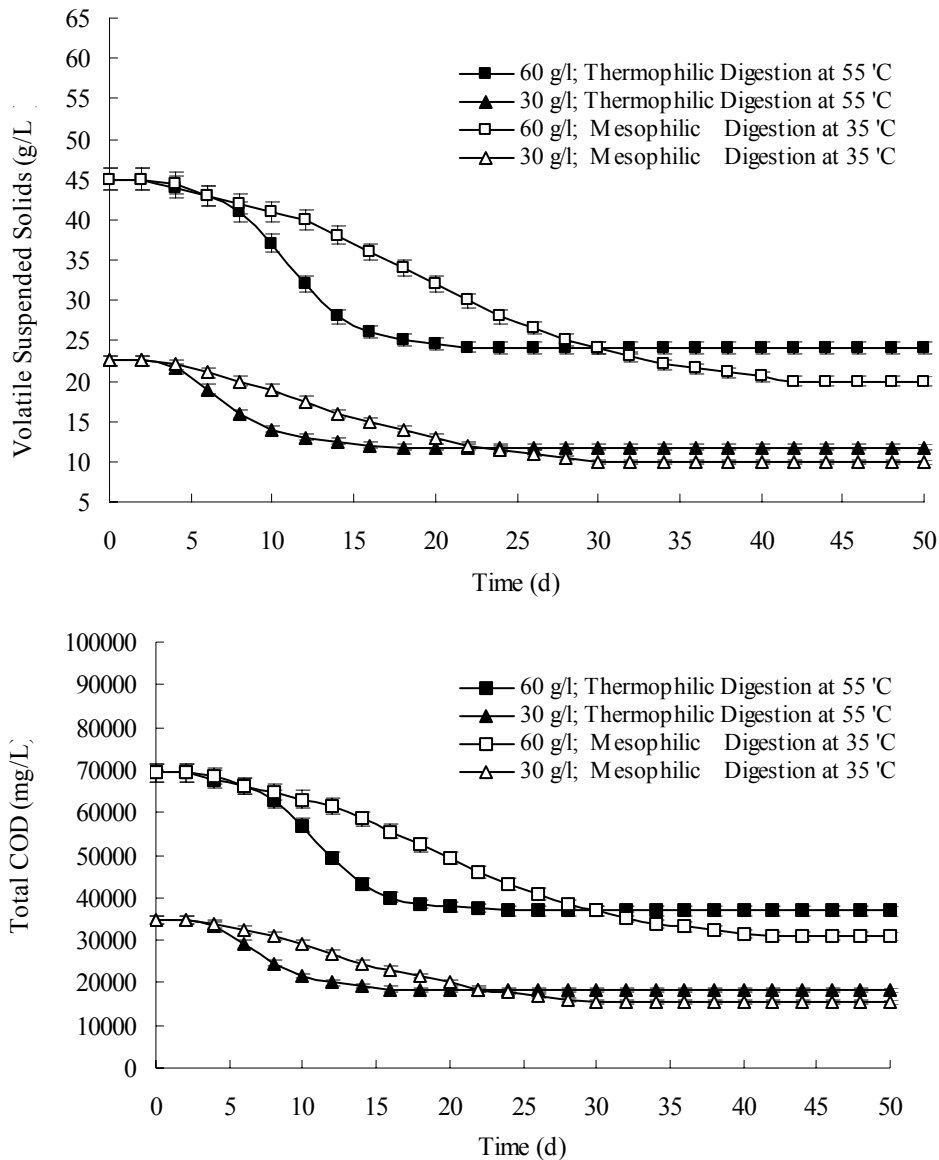 65
60
55
50
45
40
35
30
25
20
15
10
5
Volatile Suspended Solids (g/L)
60 g/l; Thermophilic Digestion at 55 'C
30 g/l; Thermophilic Digestion at 55 'C
60 g/l; Mesophilic Digestion at 35 'C
30 g/l; Mesophilic Digestion at 35 'C
0 5 10 15 20 25 30 35 40 45 50
Time (d)
100000
90000
80000
70000
60000
50000
40000
30000
20000
10000
0
Total COD (mg/L)
60 g/l; Thermophilic Digestion at 55 'C
30 g/l; Thermophilic Digestion at 55 'C
60 g/l; Mesophilic Digestion at 35 'C
30 g/l; Mesophilic Digestion at 35 'C
0 5 10 15 20 25 30 35 40 45 50
Time (d)